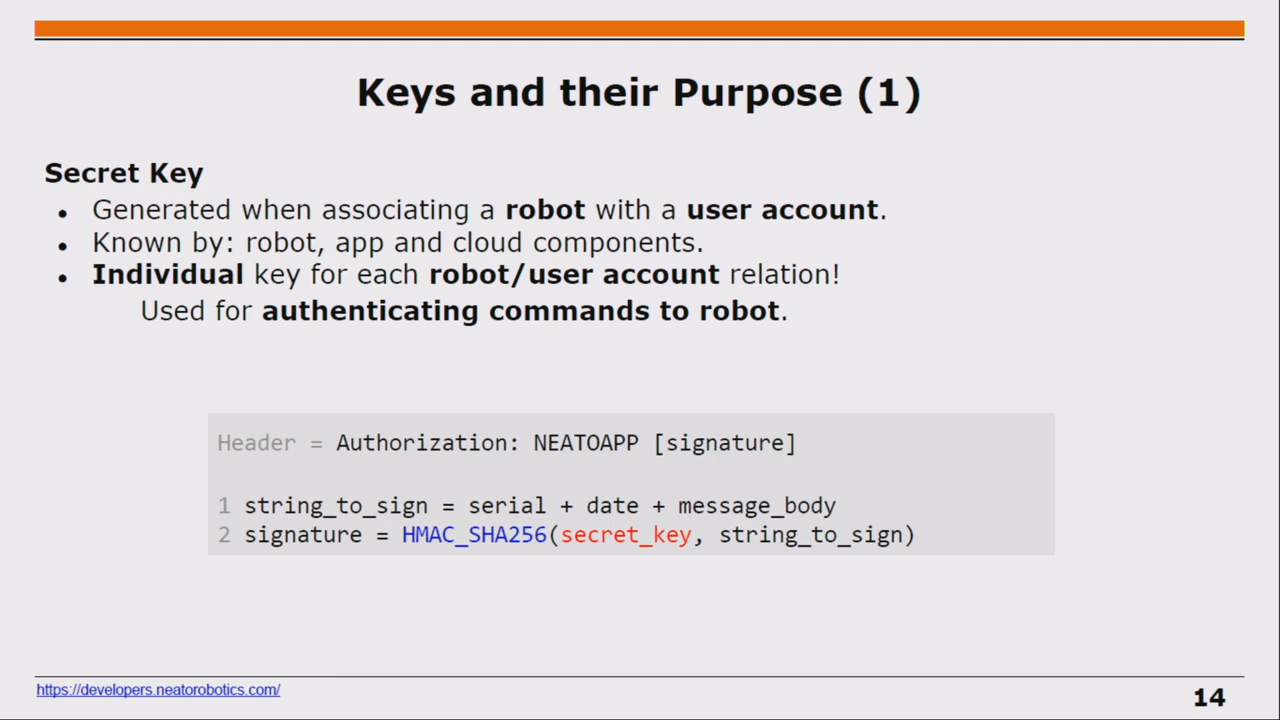 Keys and their Purpose (1)
Secret Key
• Generated when associating a robot with a user account.
• Known by: robot, app and cloud components.
• Individual key for each robot/user account relation!
Used for authenticating commands to robot.
Header = Authorization: NEATOAPP [signature]
1 string_to_sign = serial + date + message_body
2 signature = HMAC_SHA256(secret_key, string_to_sign)
https://developers.neatorobotics.com/
14